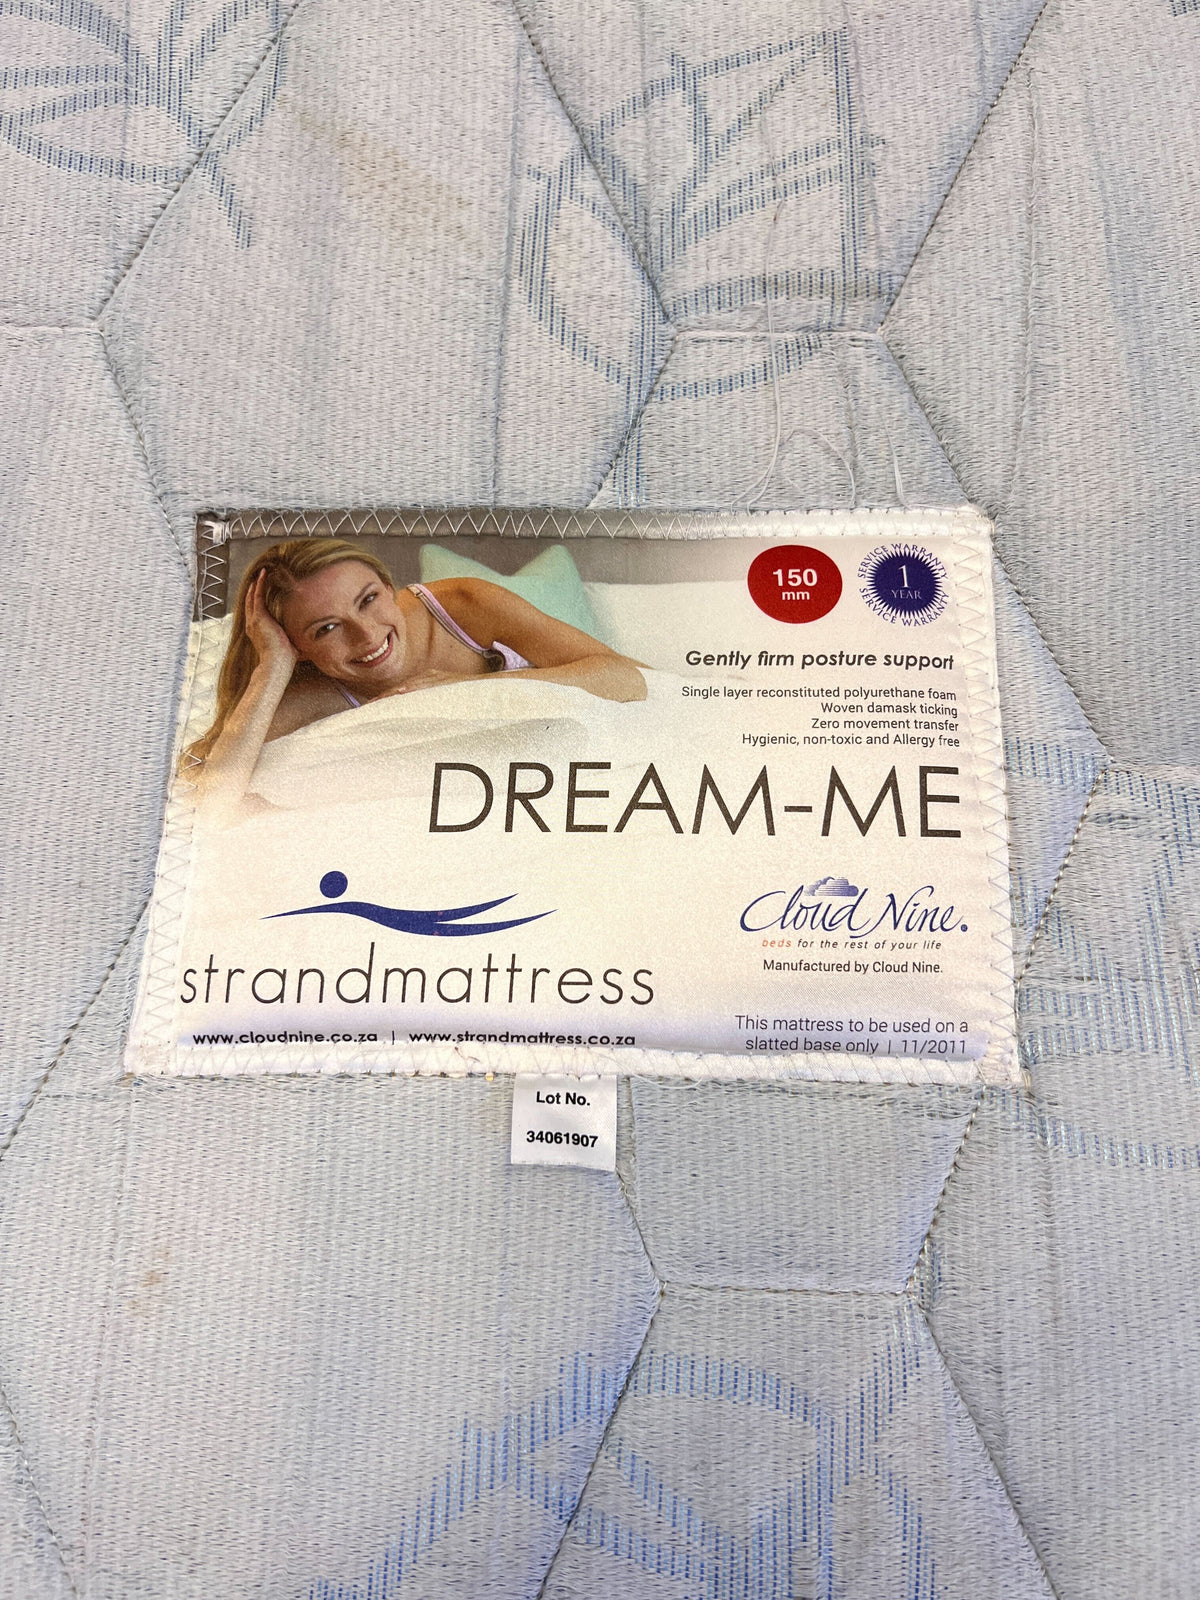 150
mm
SERVICE WARRANTY
1
YEAR
SERVICE WARRANTY
Gently firm posture support
Single layer reconstituted polyurethane foam
Woven damask ticking
Zero movement transfer
Hygienic, non-toxic and Allergy free
DREAM-ME
strandmattress
www.cloudnine.co.za | www.strandmattress.co.za
Cloud Nine.
beds for the rest of your life
Manufactured by Cloud Nine.
This mattress to be used on a
slatted base only | 11/2011
Lot No.
34061907